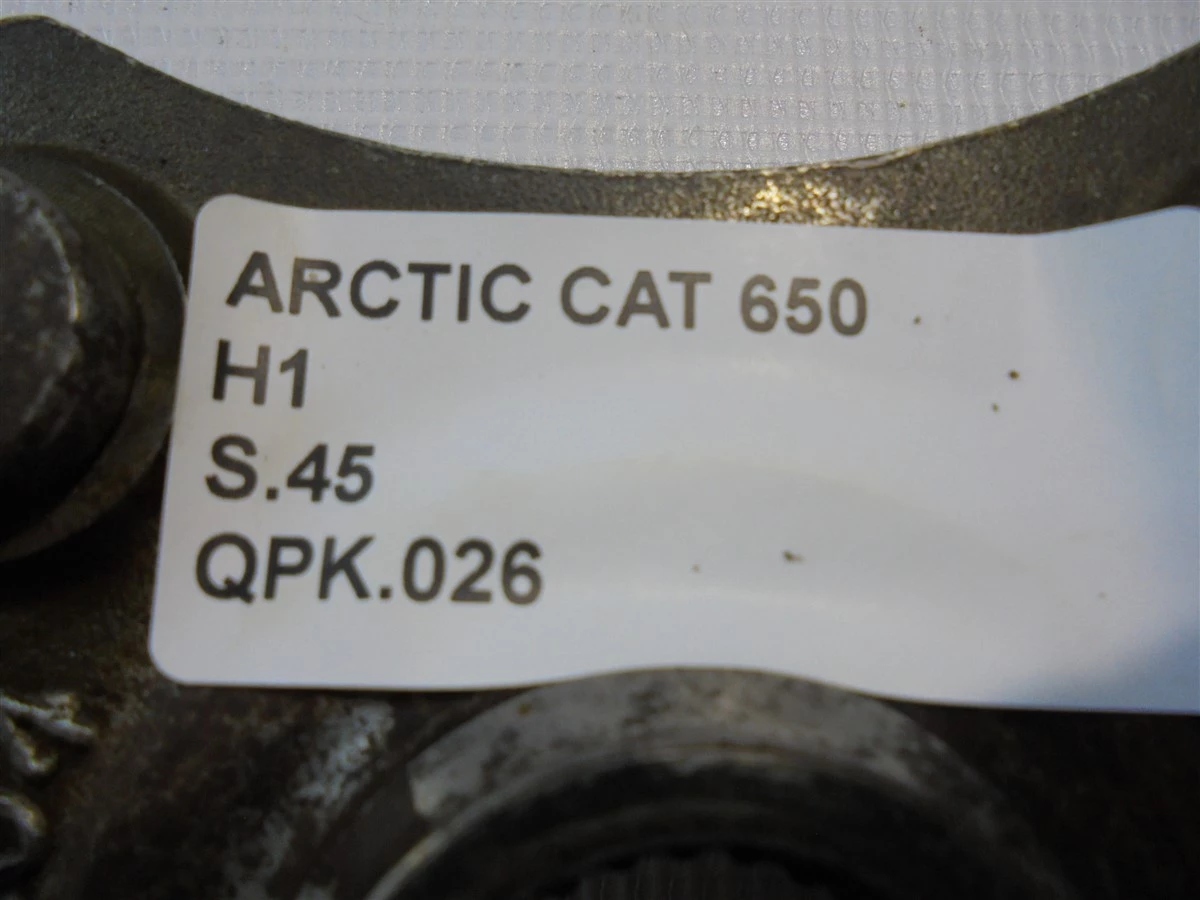 ARCTIC CAT 650
H1
S.45
QPK.026